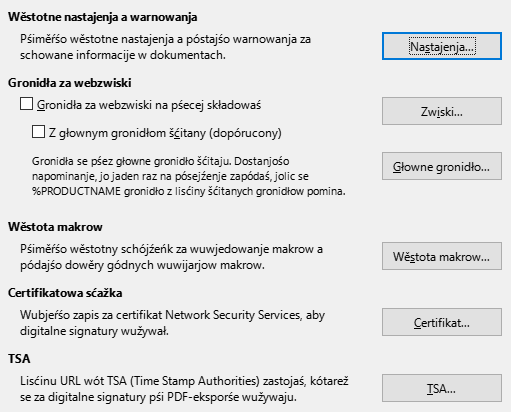 Wěstotne nastajenja a warnowanja
Pśiměŕśo wěstotne nastajenja a póstajśo warnowanja za
schowane informacije w dokumentach.
Nastajenja...
Gronidła za webzwiski
Gronidła za webzwiski na pśecej składowaś
Zwiski...
Z głownym gronidłom šćitany (dopórucony)
Gronidła se pśez głowne gronidło šćitaju. Dostanjośo
napominanje, jo jaden raz na pósejźenje zapódaś, jolic se
%PRODUCTNAME gronidło z lisćiny šćitanych gronidłow pomina.
Głowne gronidło...
Wěstota makrow
Pśiměŕśo wěstotny schójźeńk za wuwjedowanje makrow a
pódajśo dowěry gódnych wuwijarjow makrow.
Wěstota makrow...
Certifikatowa sćažka
Wubjeŕśo zapis za certifikat Network Security Services, aby
digitalne signatury wužywał.
Certifikat...
TSA
Lisćinu URL wót TSA (Time Stamp Authorities) zastojaś, kótarež
se za digitalne signatury pśi PDF-eksporśe wužywaju.
TSA...